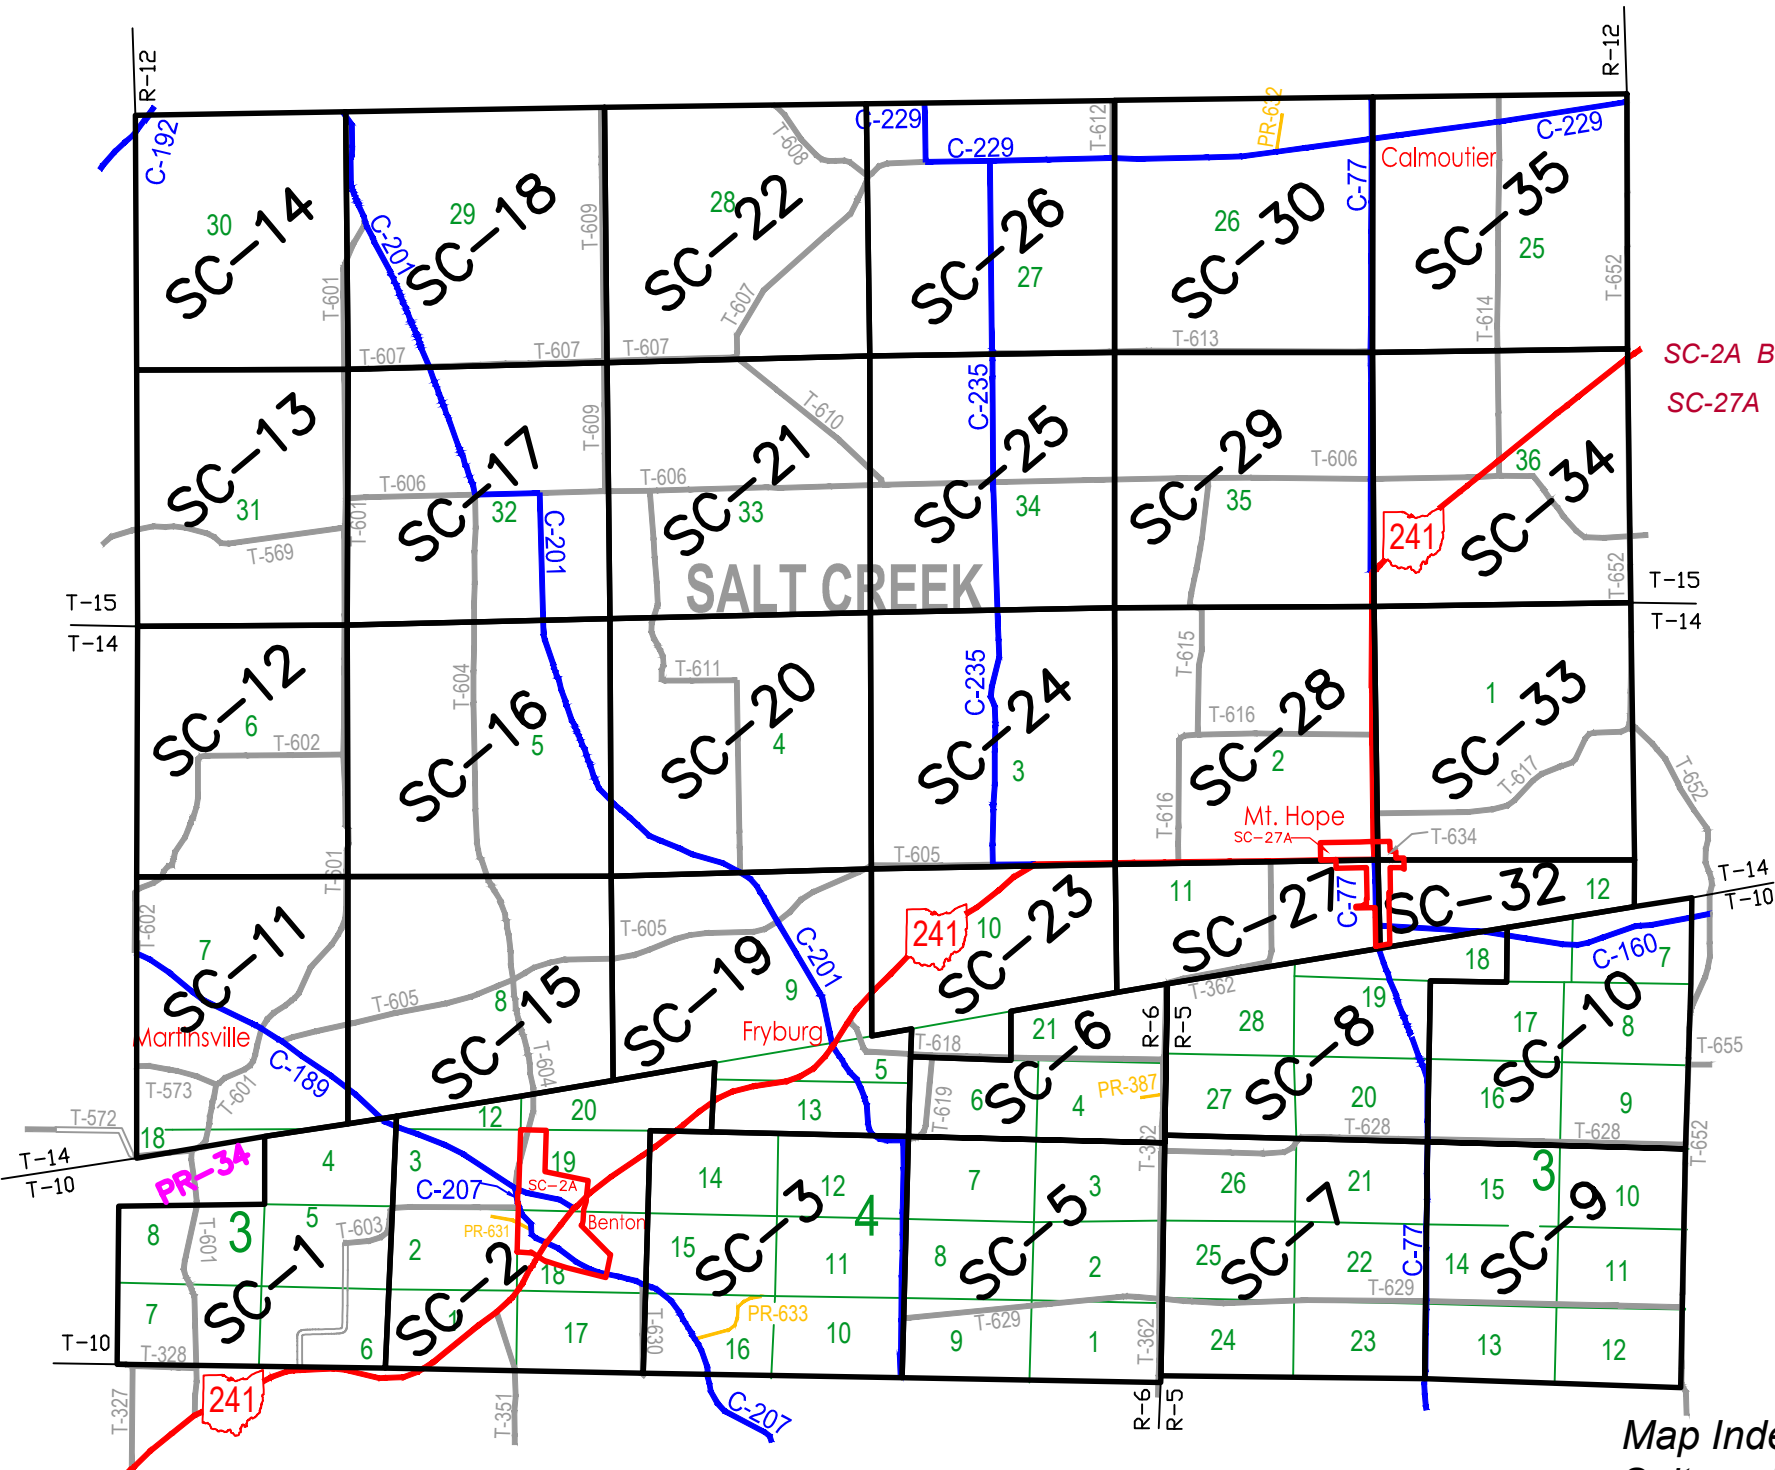 R-12
R-12
C-192
C-229
C-229
C-229
T-608
T-612
PR-632
Calmoutier
C-77
30
SC-14
29
SC-18
C-201
T-609
28
SC-22
SC-26
27
26
SC-30
SC-35
25
T-652
T-601
T-607
T-607
T-607
T-607
T-613
T-614
SC-2A B
SC-27A
SC-13
31
T-569
T-601
T-606
SC-17
32
C-201
T-609
T-606
SC-21
33
T-610
C-235
SC-25
34
SC-29
35
T-606
36
SC-34
241
T-652
SALT CREEK
T-15
T-14
T-15
T-14
SC-12
6
T-602
T-604
SC-16
5
T-611
SC-20
4
C-235
SC-24
3
T-615
T-616
SC-28
2
T-616
1
SC-33
T-617
T-652
Mt. Hope
SC-27A
T-634
T-605
T-601
T-602
7
SC-11
Martinsville
T-605
8
SC-15
T-605
SC-19
9
C-201
Fryburg
241
10
SC-23
11
SC-27
C-77
SC-32
12
T-14
T-10
C-160
7
18
T-362
R-6
R-5
C-189
T-573
T-601
T-572
18
T-14
T-10
PR-34
T-604
12
20
13
5
T-618
T-619
21
SC-6
6
4
PR-387
28
19
SC-8
27
20
T-628
17
SC-10
8
16
9
T-628
T-655
T-652
T-362
4
3
C-207
19
SC-2A
Benton
PR-631
14
12
SC-3
4
15
11
7
3
SC-5
8
2
26
21
SC-7
25
22
C-77
T-629
15
3
10
SC-9
14
11
8
3
5
T-603
T-601
SC-1
7
6
T-328
T-10
2
SC-2
18
1
17
T-630
PR-633
16
10
T-629
9
1
T-362
24
23
13
12
T-327
241
T-351
C-207
R-6
R-5
Map Inde